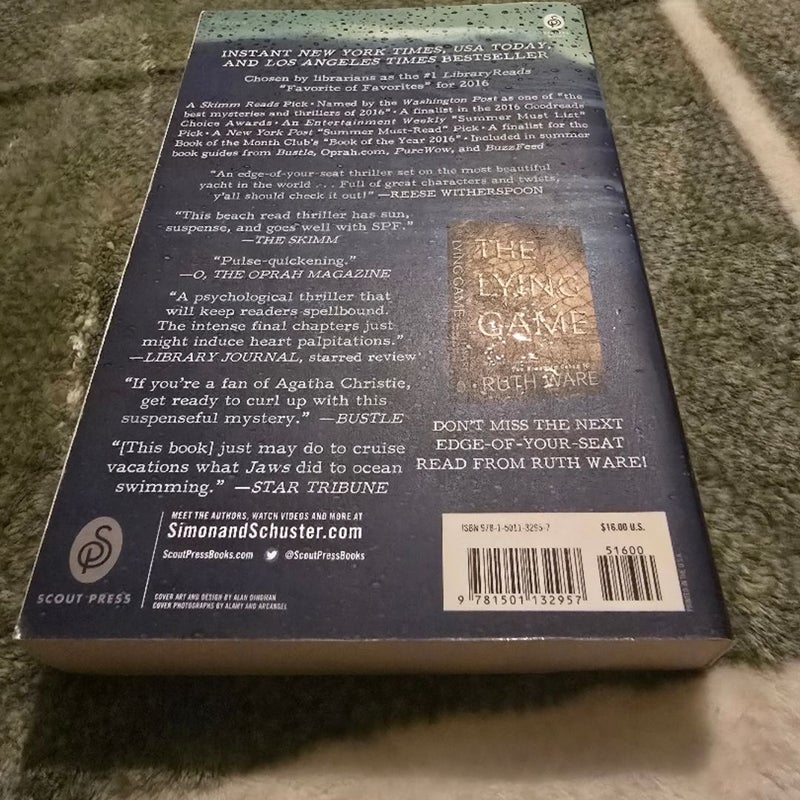 INSTANT NEW YORK TIMES, USA TODAY,
AND LOS ANGELES TIMES BESTSELLER
Chosen by librarians as the #1 LibraryReads
"Favorite of Favorites" for 2016
A Skimm Reads Pick • Named by the Washington Post as one of "the
best mysteries and thrillers of 2016" • A finalist in the 2016 Goodreads
Choice Awards • An Entertainment Weekly "Summer Must List"
Pick • A New York Post "Summer Must-Read" Pick • A finalist for the
Book of the Month Club's "Book of the Year 2016" • Included in summer
book guides from Bustle, Oprah.com, PureWow, and BuzzFeed
"An edge-of-your-seat thriller set on the most beautiful
yacht in the world . . . Full of great characters and twists,
y'all should check it out!" —REESE WITHERSPOON
"This beach read thriller has sun,
suspense, and goes well with SPF."
—THE SKIMM
"Pulse-quickening."
—O, THE OPRAH MAGAZINE
"A psychological thriller that
will keep readers spellbound.
The intense final chapters just
might induce heart palpitations."
—LIBRARY JOURNAL, starred review
"If you're a fan of Agatha Christie,
get ready to curl up with this
suspenseful mystery." —BUSTLE
"[This book] just may do to cruise
vacations what Jaws did to ocean
swimming." —STAR TRIBUNE
THE
LYING
GAME
RUTH WARE
LYING GAME
DON'T MISS THE NEXT
EDGE-OF-YOUR-SEAT
READ FROM RUTH WARE!
SP
SCOUT PRESS
MEET THE AUTHORS, WATCH VIDEOS AND MORE AT
SimonandSchuster.com
ScoutPressBooks.com @ScoutPressBooks
COVER ART AND DESIGN BY ALAN DINGMAN
COVER PHOTOGRAPHS BY ALAMY AND ARCANGEL
ISBN 978-1-5011-3295-7 $16.00 U.S.
51600
9 781501 132957
PRINTED IN THE U.S.A.